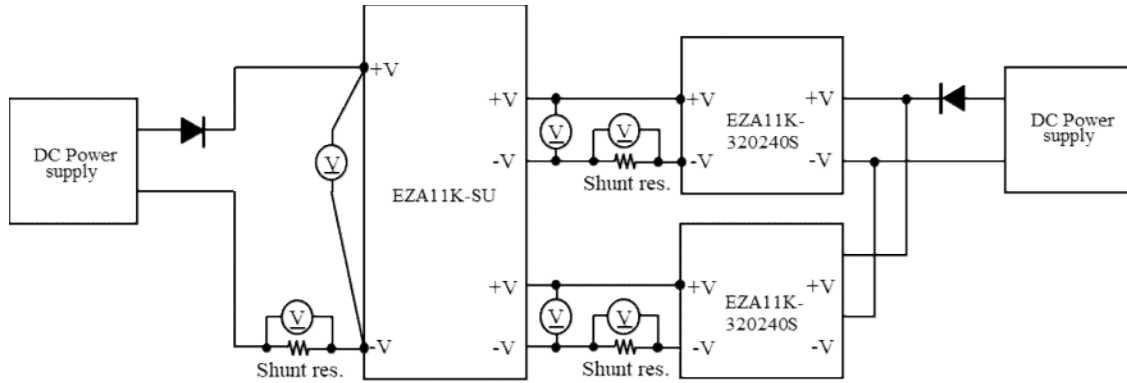 DC Power
supply
+V
V
-V
V
Shunt res.
EZA11K-SU
+V
-V
+V
-V
V
V
Shunt res.
V
V
Shunt res.
+V
-V
EZA11K-
320240S
+V
-V
+V
-V
EZA11K-
320240S
+V
-V
DC Power
supply